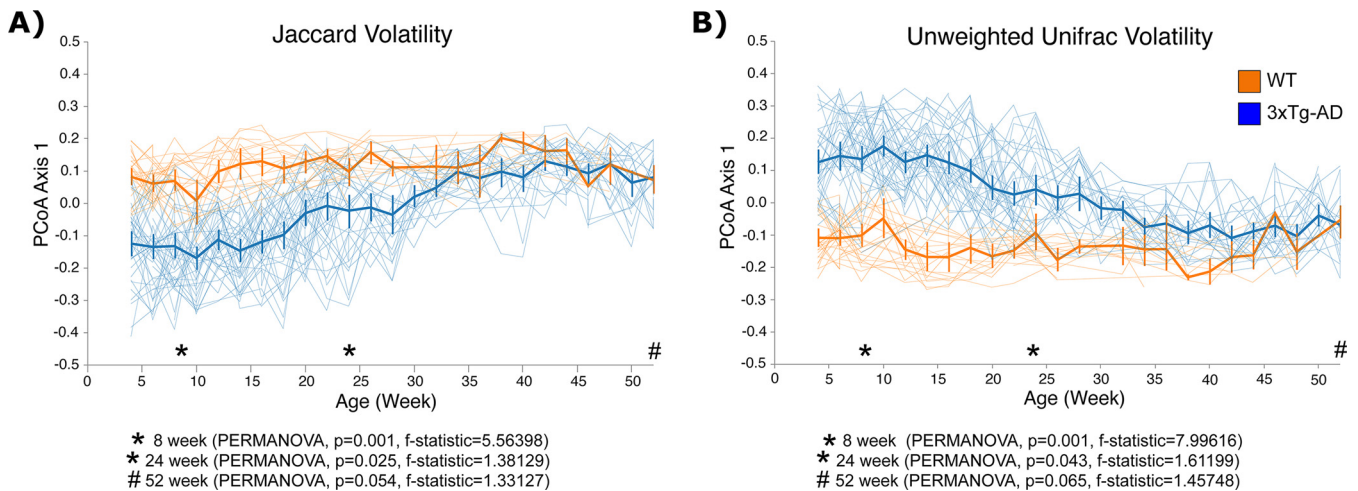 A)
Jaccard Volatility
0.5
0.4
0.3
0.2
0.1
0.0
-0.1
-0.2
-0.3
-0.4
-0.5
PCoA Axis 1
* * #
0 5 10 15 20 25 30 35 40 45 50
Age (Week)
* 8 week (PERMANOVA, p=0.001, f-statistic=5.56398)
* 24 week (PERMANOVA, p=0.025, f-statistic=1.38129)
# 52 week (PERMANOVA, p=0.054, f-statistic=1.33127)
B)
Unweighted Unifrac Volatility
WT
3xTg-AD
0.5
0.4
0.3
0.2
0.1
0.0
-0.1
-0.2
-0.3
-0.4
-0.5
PCoA Axis 1
* * #
0 5 10 15 20 25 30 35 40 45 50
Age (Week)
* 8 week (PERMANOVA, p=0.001, f-statistic=7.99616)
* 24 week (PERMANOVA, p=0.043, f-statistic=1.61199)
# 52 week (PERMANOVA, p=0.065, f-statistic=1.45748)